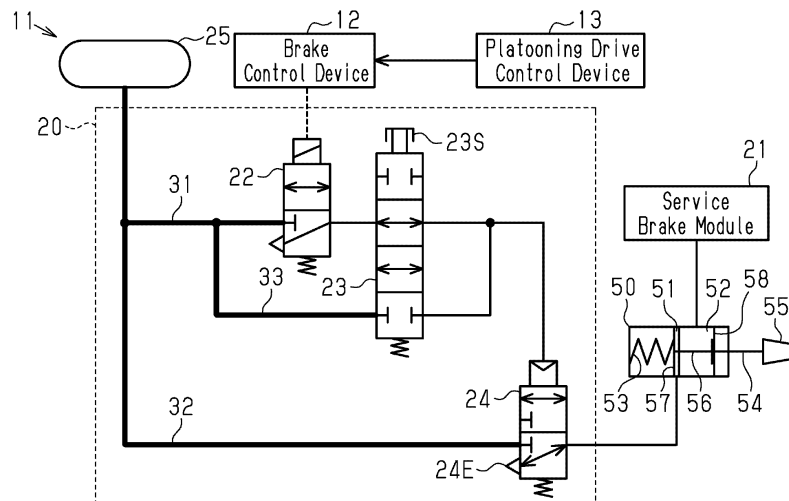 11
25
12
Brake
Control Device
13
Platooning Drive
Control Device
20
23S
22
21
Service
Brake Module
31
33
23
50
51
52
58
55
53
57
56
54
32
24
24E